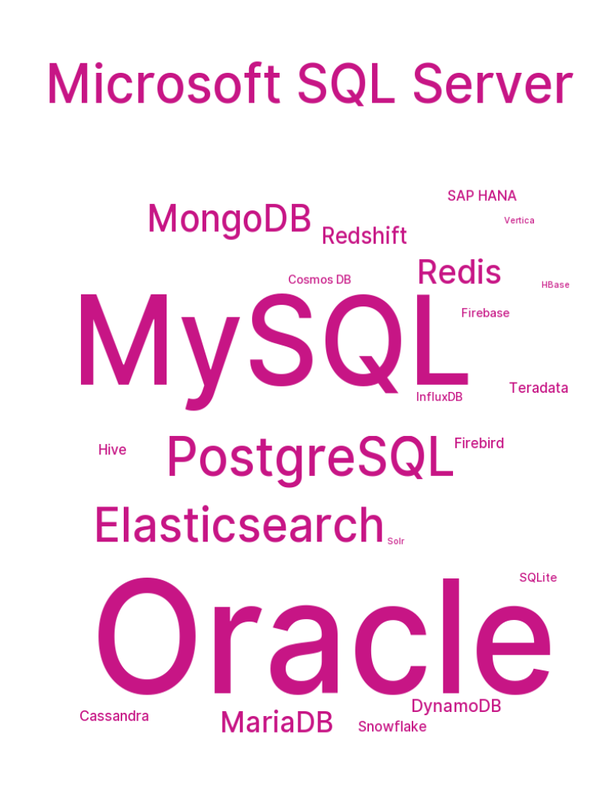 Microsoft SQL Server
SAP HANA
MongoDB
Vertica
Redshift
Redis
Cosmos DB
HBase
Firebase
MySQL
Teradata
InfluxDB
Firebird
Hive
PostgreSQL
Elasticsearch
Solr
SQLite
Oracle
DynamoDB
Cassandra
MariaDB
Snowflake